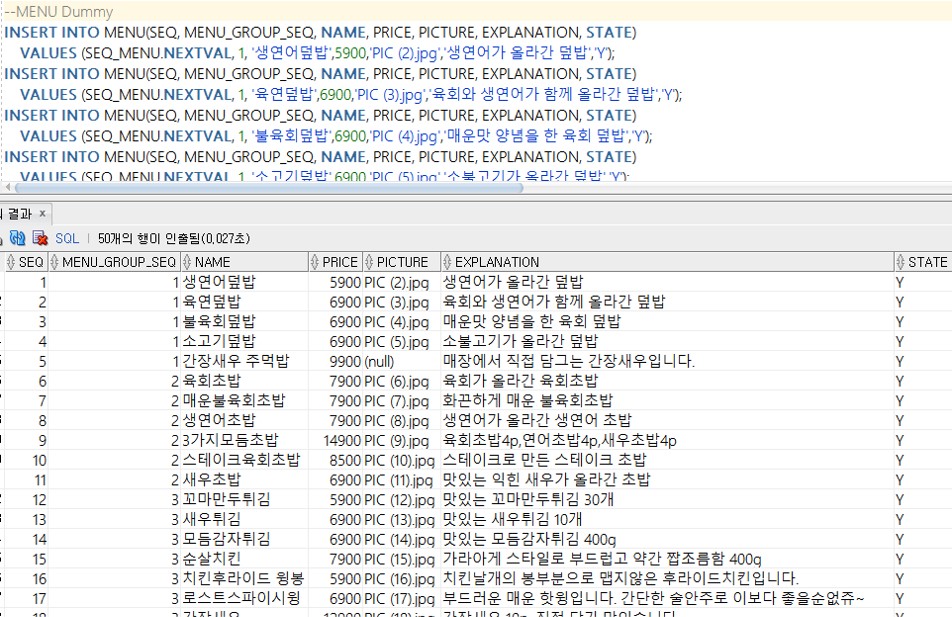 --MENU Dummy
INSERT INTO MENU(SEQ, MENU_GROUP_SEQ, NAME, PRICE, PICTURE, EXPLANATION, STATE)
VALUES (SEQ_MENU.NEXTVAL, 1, '생연어덮밥',5900,'PIC (2).jpg','생연어가 올라간 덮밥','Y');
INSERT INTO MENU(SEQ, MENU_GROUP_SEQ, NAME, PRICE, PICTURE, EXPLANATION, STATE)
VALUES (SEQ_MENU.NEXTVAL, 1, '육연덮밥',6900,'PIC (3).jpg','육회와 생연어가 함께 올라간 덮밥','Y');
INSERT INTO MENU(SEQ, MENU_GROUP_SEQ, NAME, PRICE, PICTURE, EXPLANATION, STATE)
VALUES (SEQ_MENU.NEXTVAL, 1, '불육회덮밥',6900,'PIC (4).jpg','매운맛 양념을 한 육회 덮밥','Y');
INSERT INTO MENU(SEQ, MENU_GROUP_SEQ, NAME, PRICE, PICTURE, EXPLANATION, STATE)
VALUES (SEQ_MENU.NEXTVAL, 1, '소고기덮밥',6900,'PIC (5).jpg','소불고기가 올라간 덮밥','Y');
결과 ×
SQL | 50개의 행이 인출됨(0,027초)
SEQ MENU_GROUP_SEQ NAME PRICE PICTURE EXPLANATION STATE
1 1 생연어덮밥 5900 PIC (2).jpg 생연어가 올라간 덮밥 Y
2 1 육연덮밥 6900 PIC (3).jpg 육회와 생연어가 함께 올라간 덮밥 Y
3 1 불육회덮밥 6900 PIC (4).jpg 매운맛 양념을 한 육회 덮밥 Y
4 1 소고기덮밥 6900 PIC (5).jpg 소불고기가 올라간 덮밥 Y
5 1 간장새우 주먹밥 9900 (null) 매장에서 직접 담그는 간장새우입니다. Y
6 2 육회초밥 7900 PIC (6).jpg 육회가 올라간 육회초밥 Y
7 2 매운불육회초밥 7900 PIC (7).jpg 화끈하게 매운 불육회초밥 Y
8 2 생연어초밥 7900 PIC (8).jpg 생연어가 올라간 생연어 초밥 Y
9 2 3가지모듬초밥 14900 PIC (9).jpg 육회초밥4p,연어초밥4p,새우초밥4p Y
10 2 스테이크육회초밥 8500 PIC (10).jpg 스테이크로 만든 스테이크 초밥 Y
11 2 새우초밥 6900 PIC (11).jpg 맛있는 익힌 새우가 올라간 초밥 Y
12 3 꼬마만두튀김 5900 PIC (12).jpg 맛있는 꼬마만두튀김 30개 Y
13 3 새우튀김 6900 PIC (13).jpg 맛있는 새우튀김 10개 Y
14 3 모듬감자튀김 6900 PIC (14).jpg 맛있는 모듬감자튀김 400g Y
15 3 순살치킨 7900 PIC (15).jpg 가라아게 스타일로 부드럽고 약간 짭조름함 400g Y
16 3 치킨후라이드 윙봉 5900 PIC (16).jpg 치킨날개의 봉부분으로 맵지않은 후라이드치킨입니다. Y
17 3 로스트스파이시윙 6900 PIC (17).jpg 부드러운 매운 핫윙입니다. 간단한 술안주로 이보다 좋을순없쥬~ Y